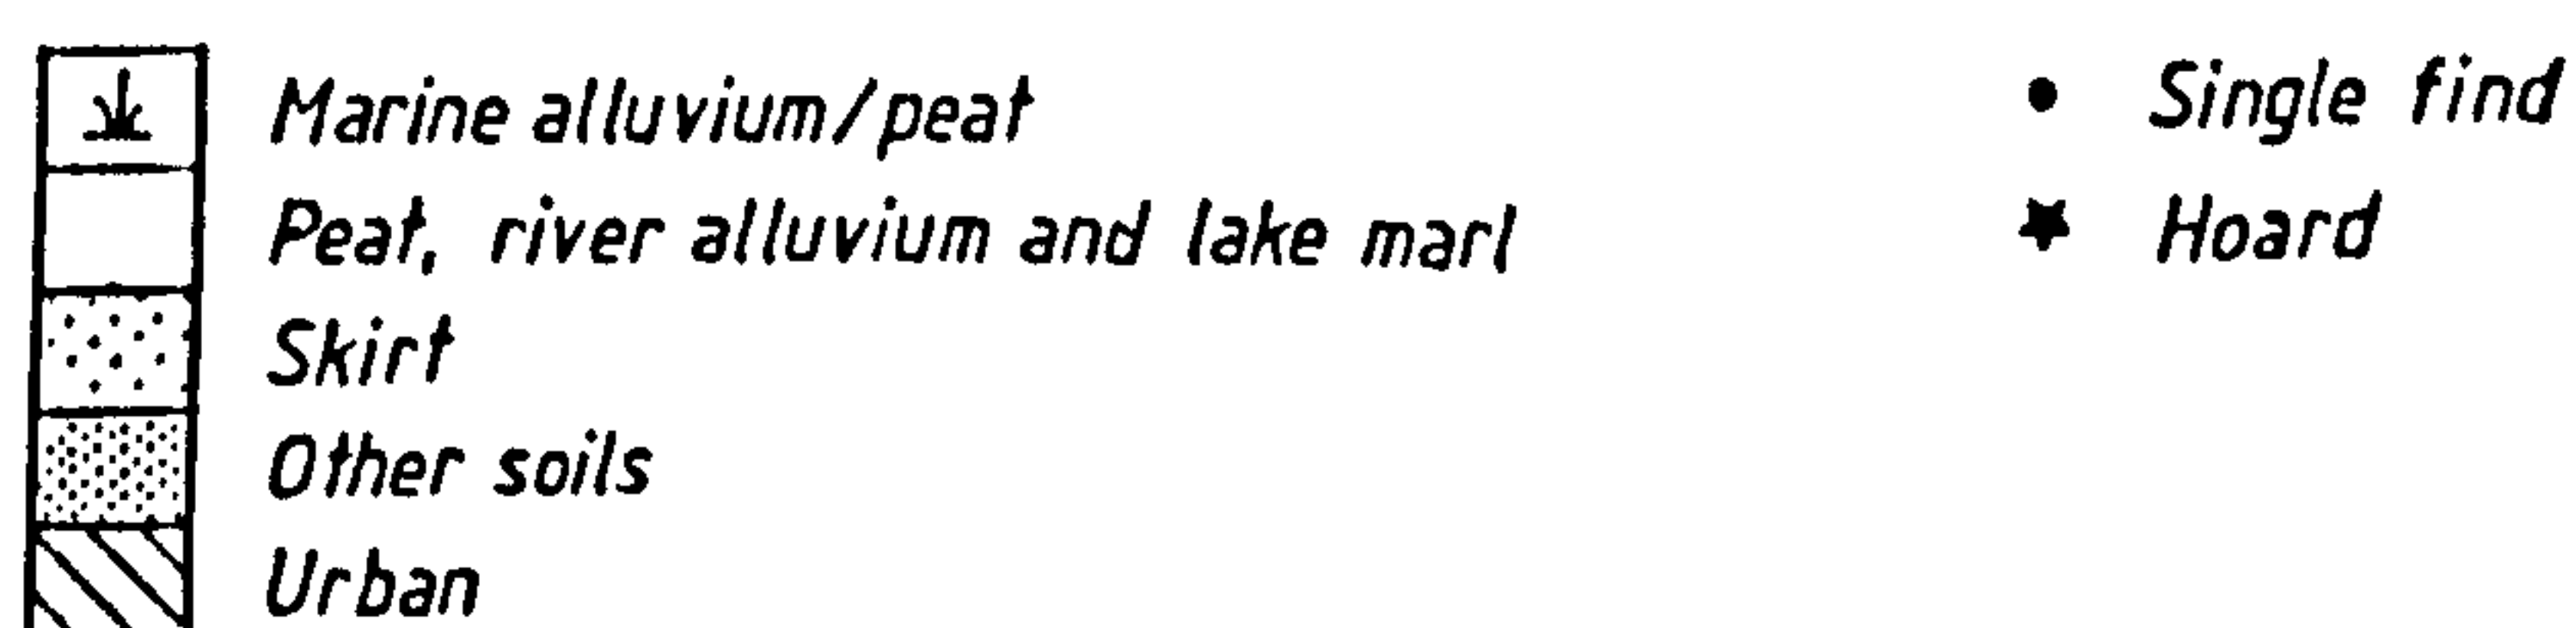 Marine alluvium/peat
Peat, river alluvium and lake marl
Skirt
Other soils
Urban
Single find
Hoard